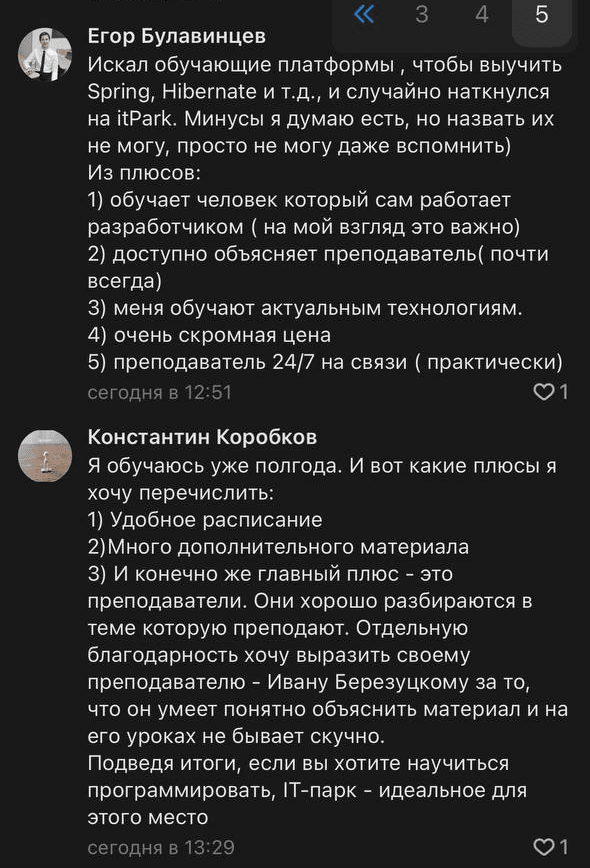 « 3 4 5
Егор Булавинцев
Искал обучающие платформы , чтобы выучить
Spring, Hibernate и т.д., и случайно наткнулся
на itPark. Минусы я думаю есть, но назвать их
не могу, просто не могу даже вспомнить)
Из плюсов:
1) обучает человек который сам работает
разработчиком ( на мой взгляд это важно)
2) доступно объясняет преподаватель( почти
всегда)
3) меня обучают актуальным технологиям.
4) очень скромная цена
5) преподаватель 24/7 на связи ( практически)
сегодня в 12:51 1
Константин Коробков
Я обучаюсь уже полгода. И вот какие плюсы я
хочу перечислить:
1) Удобное расписание
2)Много дополнительного материала
3) И конечно же главный плюс - это
преподаватели. Они хорошо разбираются в
теме которую преподают. Отдельную
благодарность хочу выразить своему
преподавателю - Ивану Березуцкому за то,
что он умеет понятно объяснить материал и на
его уроках не бывает скучно.
Подведя итоги, если вы хотите научиться
программировать, IT-парк - идеальное для
этого место
сегодня в 13:29 1